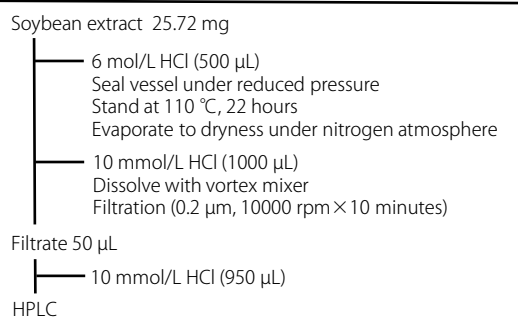 Soybean extract 25.72 mg
6 mol/L HCl (500 µL)
Seal vessel under reduced pressure
Stand at 110 ℃, 22 hours
Evaporate to dryness under nitrogen atmosphere
10 mmol/L HCl (1000 µL)
Dissolve with vortex mixer
Filtration (0.2 µm, 10000 rpm×10 minutes)
Filtrate 50 µL
10 mmol/L HCl (950 µL)
HPLC